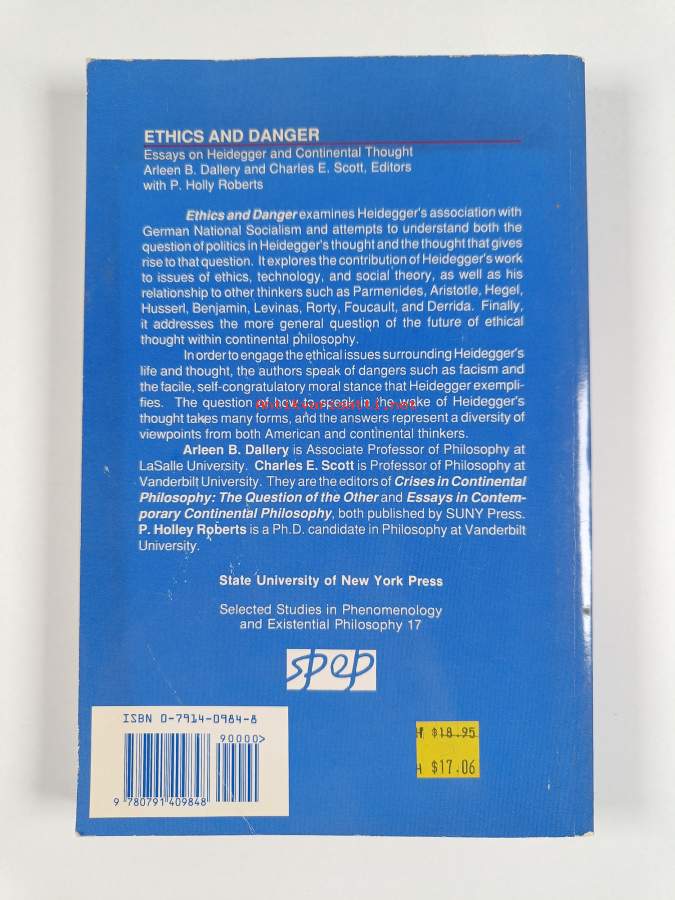 ETHICS AND DANGER
Essays on Heidegger and Continental Thought
Arleen B. Dallery and Charles E. Scott, Editors
with P. Holly Roberts
Ethics and Danger examines Heidegger's association with
German National Socialism and attempts to understand both the
question of politics in Heidegger's thought and the thought that gives
rise to that question. It explores the contribution of Heidegger's work
to issues of ethics, technology, and social theory, as well as his
relationship to other thinkers such as Parmenides, Aristotle, Hegel,
Husserl, Benjamin, Levinas, Rorty, Foucault, and Derrida. Finally,
it addresses the more general question of the future of ethical
thought within continental philosophy.
In order to engage the ethical issues surrounding Heidegger's
life and thought, the authors speak of dangers such as facism and
the facile, self-congratulatory moral stance that Heidegger exempli-
fies. The question of how to speak in the wake of Heidegger's
thought takes many forms, and the answers represent a diversity of
viewpoints from both American and continental thinkers.
Arleen B. Dallery is Associate Professor of Philosophy at
LaSalle University. Charles E. Scott is Professor of Philosophy at
Vanderbilt University. They are the editors of Crises in Continental
Philosophy: The Question of the Other and Essays in Contem-
porary Continental Philosophy, both published by SUNY Press.
P. Holley Roberts is a Ph.D. candidate in Philosophy at Vanderbilt
University.
State University of New York Press
Selected Studies in Phenomenology
and Existential Philosophy 17
spep
ISBN 0-7914-0984-8
90000>
9 780791 409848
$18.95
H $17.06